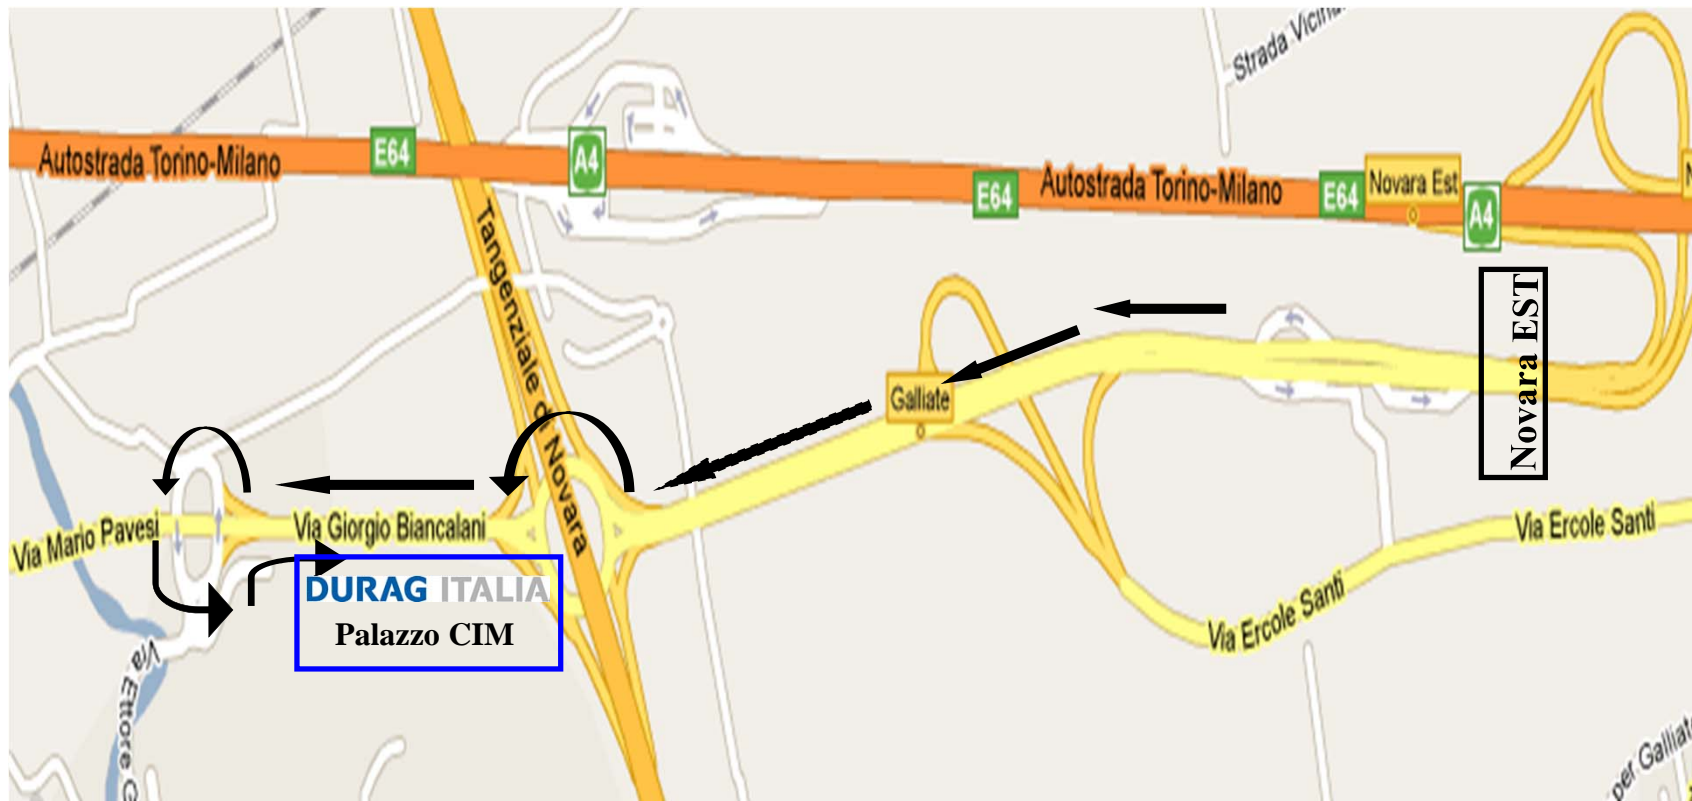 Strada Vicina
Autostrada Torino-Milano
E64
A4
E64
Autostrada Torino-Milano
E64
Novara Est
A4
N
Tangenziale di Novara
Novara EST
Galliate
Via Mario Pavesi
Via Giorgio Biancalani
Via Ercole Santi
DURAG ITALIA
Palazzo CIM
Via Ercole Santi
Via Ettore G
per Galliat